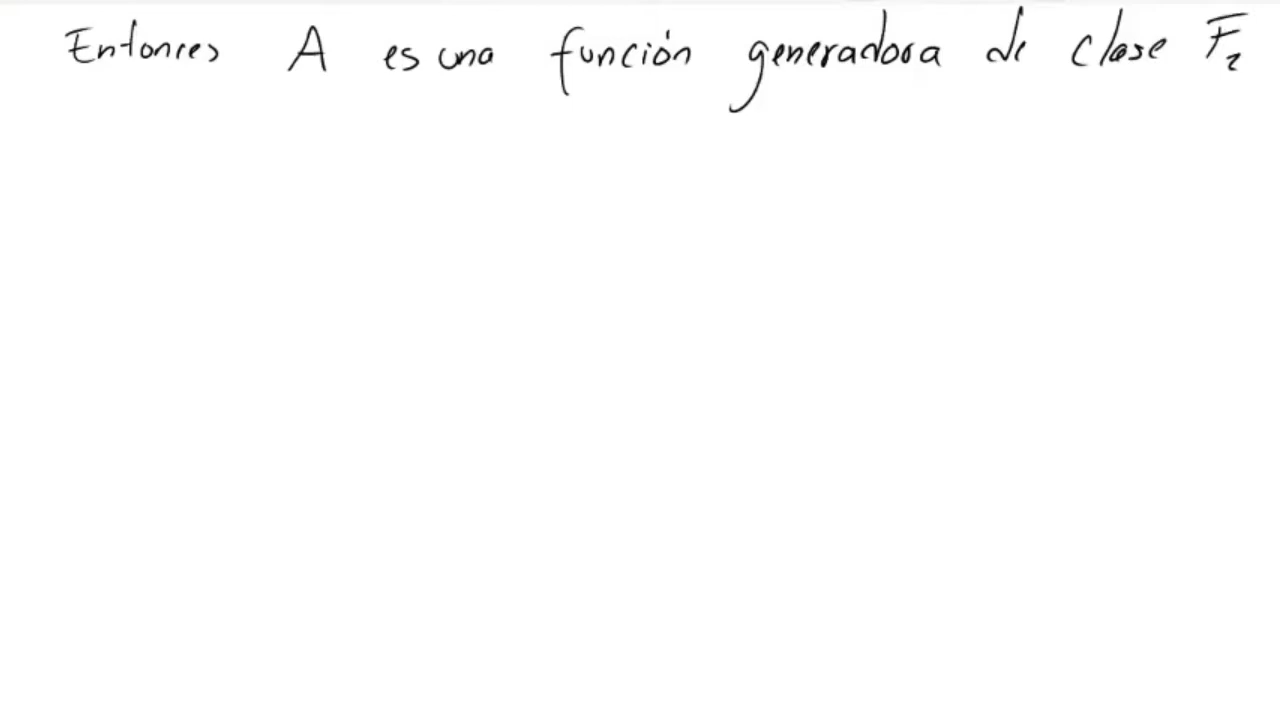 Entonces A es una función generadora de clase F₂